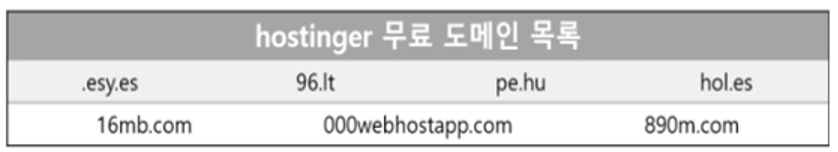 hostinger 무료 도메인 목록
.esy.es 96.lt pe.hu hol.es
16mb.com 000webhostapp.com 890m.com